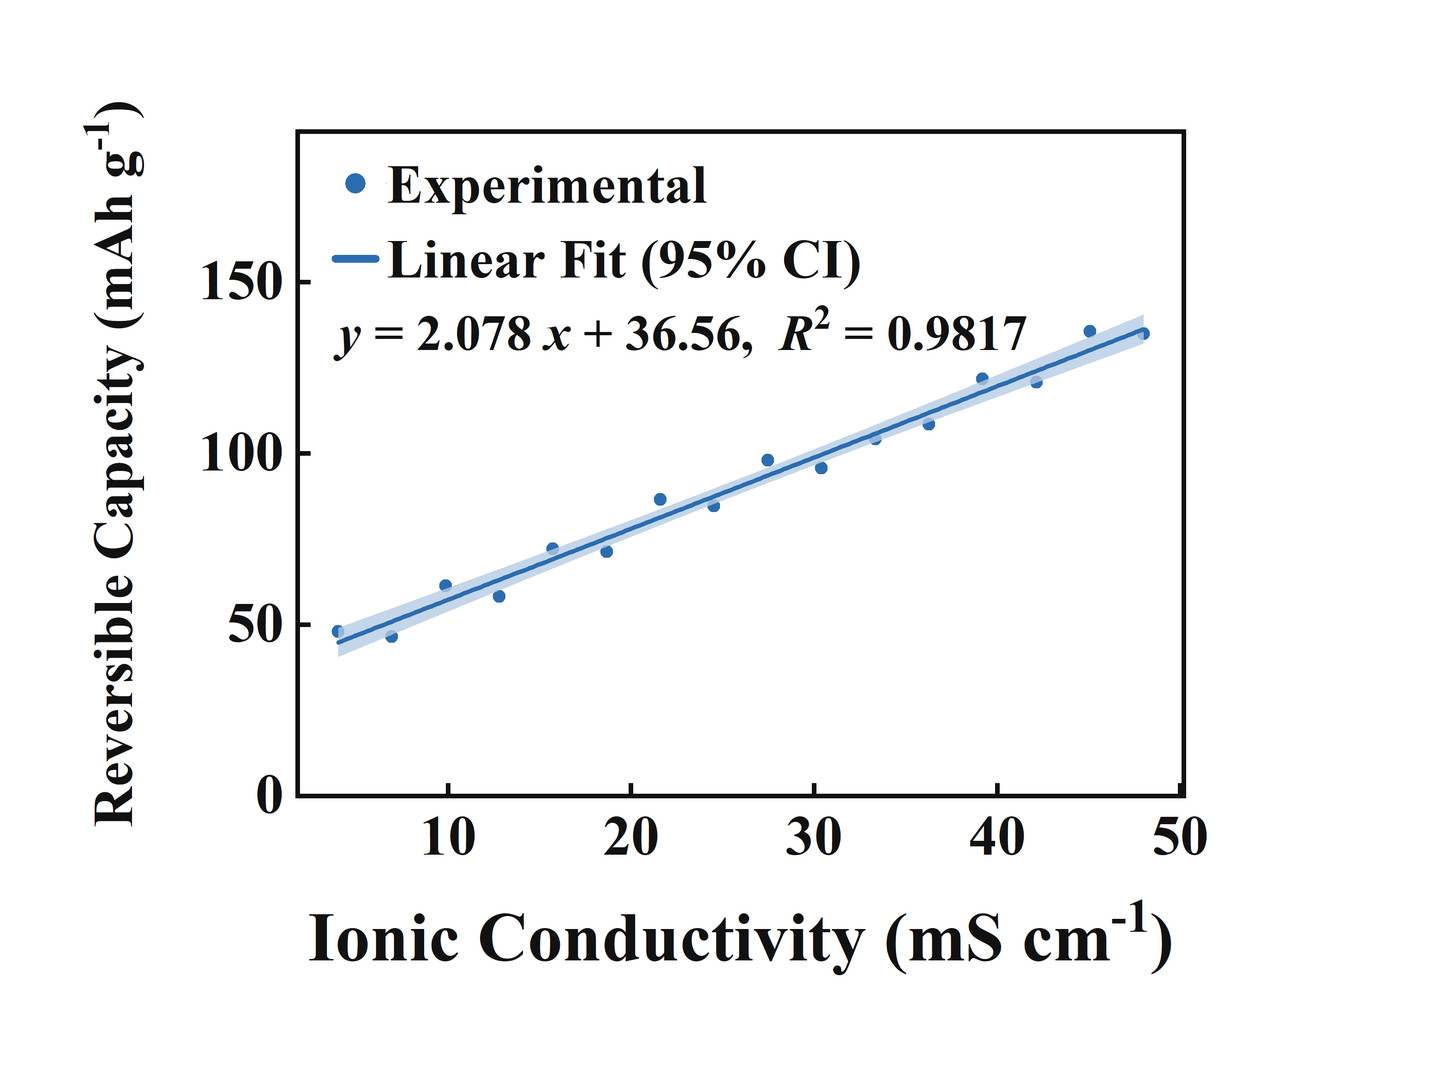 Reversible Capacity (mAh g⁻¹)
Experimental
Linear Fit (95% CI)
y = 2.078 x + 36.56, R² = 0.9817
150
100
50
0
10 20 30 40 50
Ionic Conductivity (mS cm⁻¹)